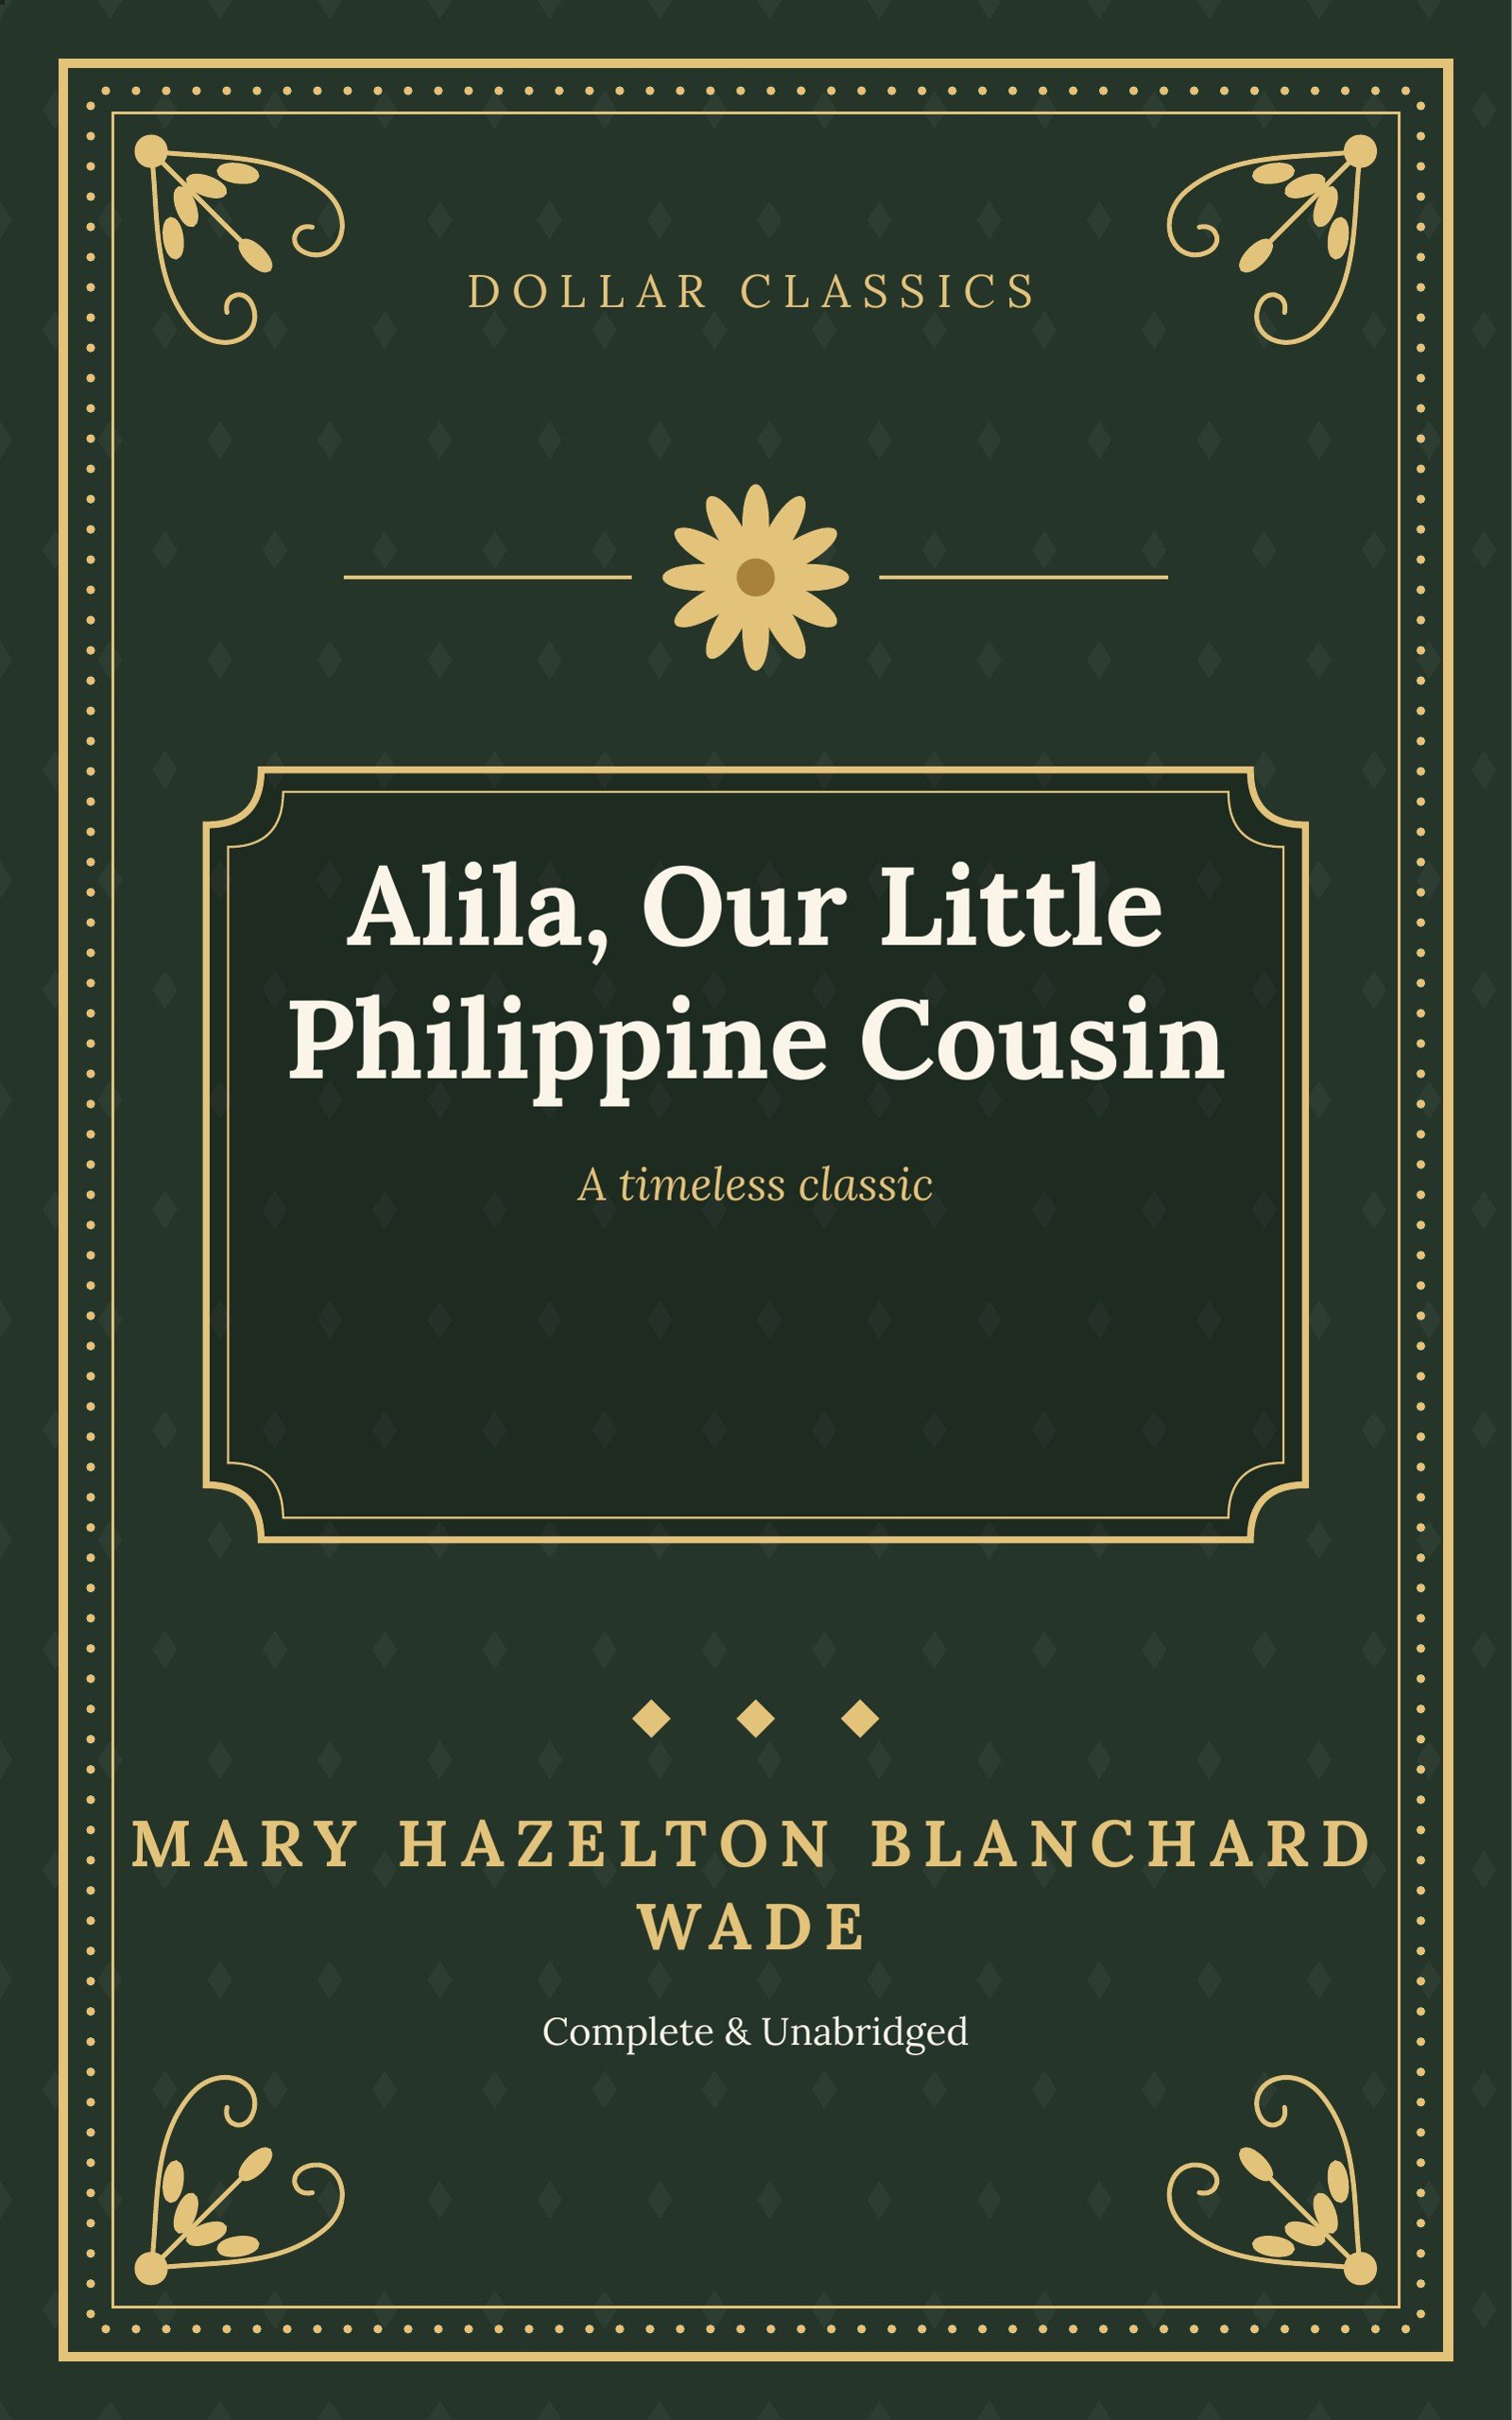 DOLLAR CLASSICS
Alila, Our Little
Philippine Cousin
A timeless classic
MARY HAZELTON BLANCHARD
WADE
Complete & Unabridged